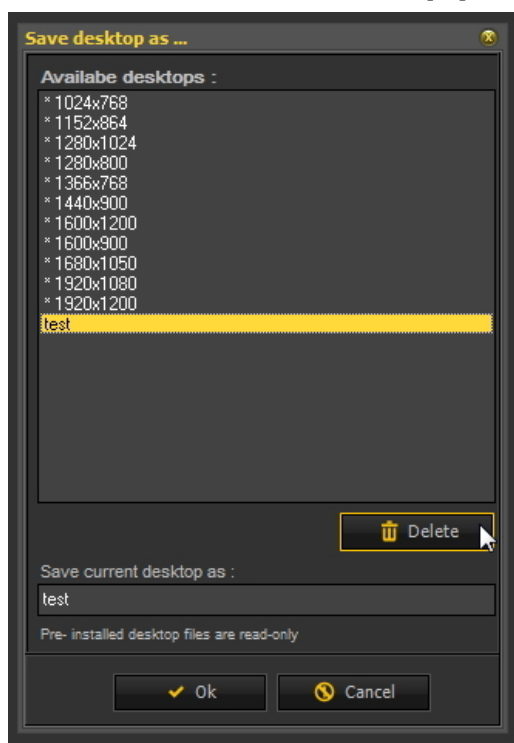 Save desktop as ...
Availabe desktops :
* 1024x768
* 1152x864
* 1280x1024
* 1280x800
* 1366x768
* 1440x900
* 1600x1200
* 1600x900
* 1680x1050
* 1920x1080
* 1920x1200
test
Delete
Save current desktop as :
test
Pre- installed desktop files are read-only
Ok
Cancel